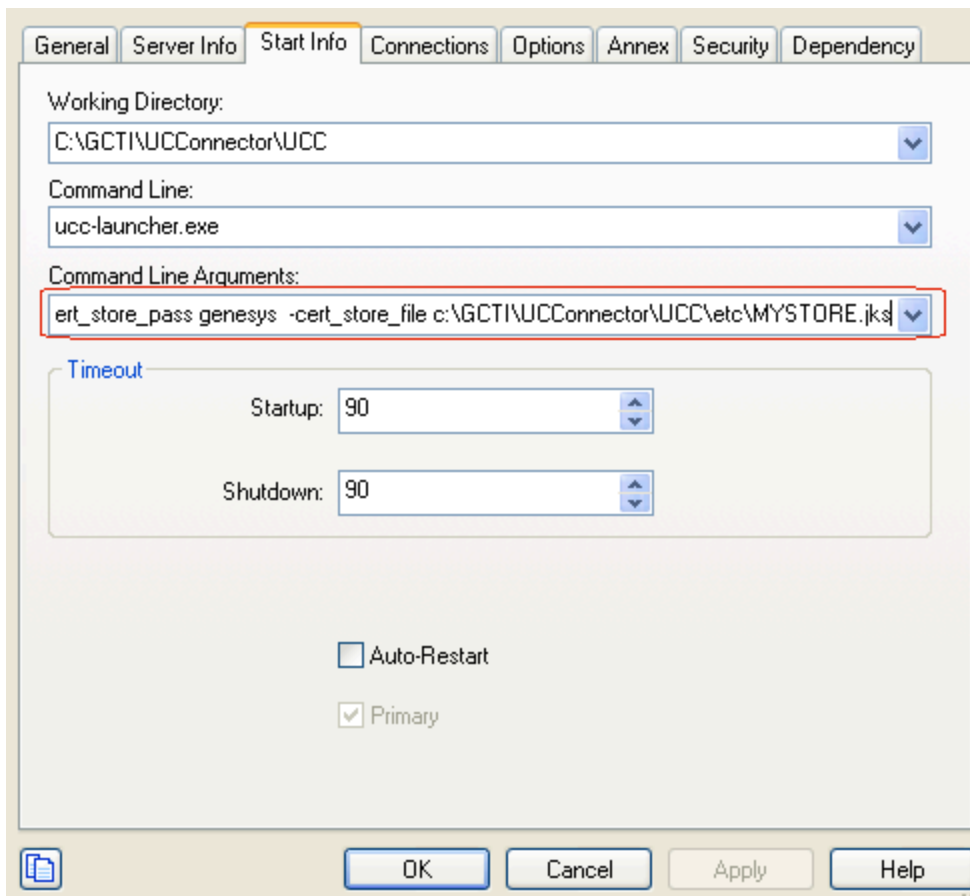 General Server Info Start Info Connections Options Annex Security Dependency
Working Directory:
C:\GCTI\UCConnector\UCC
Command Line:
ucc-launcher.exe
Command Line Arguments:
ert_store_pass genesys  -cert_store_file c:\GCTI\UCConnector\UCC\etc\MYSTORE.jks
Timeout
Startup: 90
Shutdown: 90
Auto-Restart
Primary
OK Cancel Apply Help